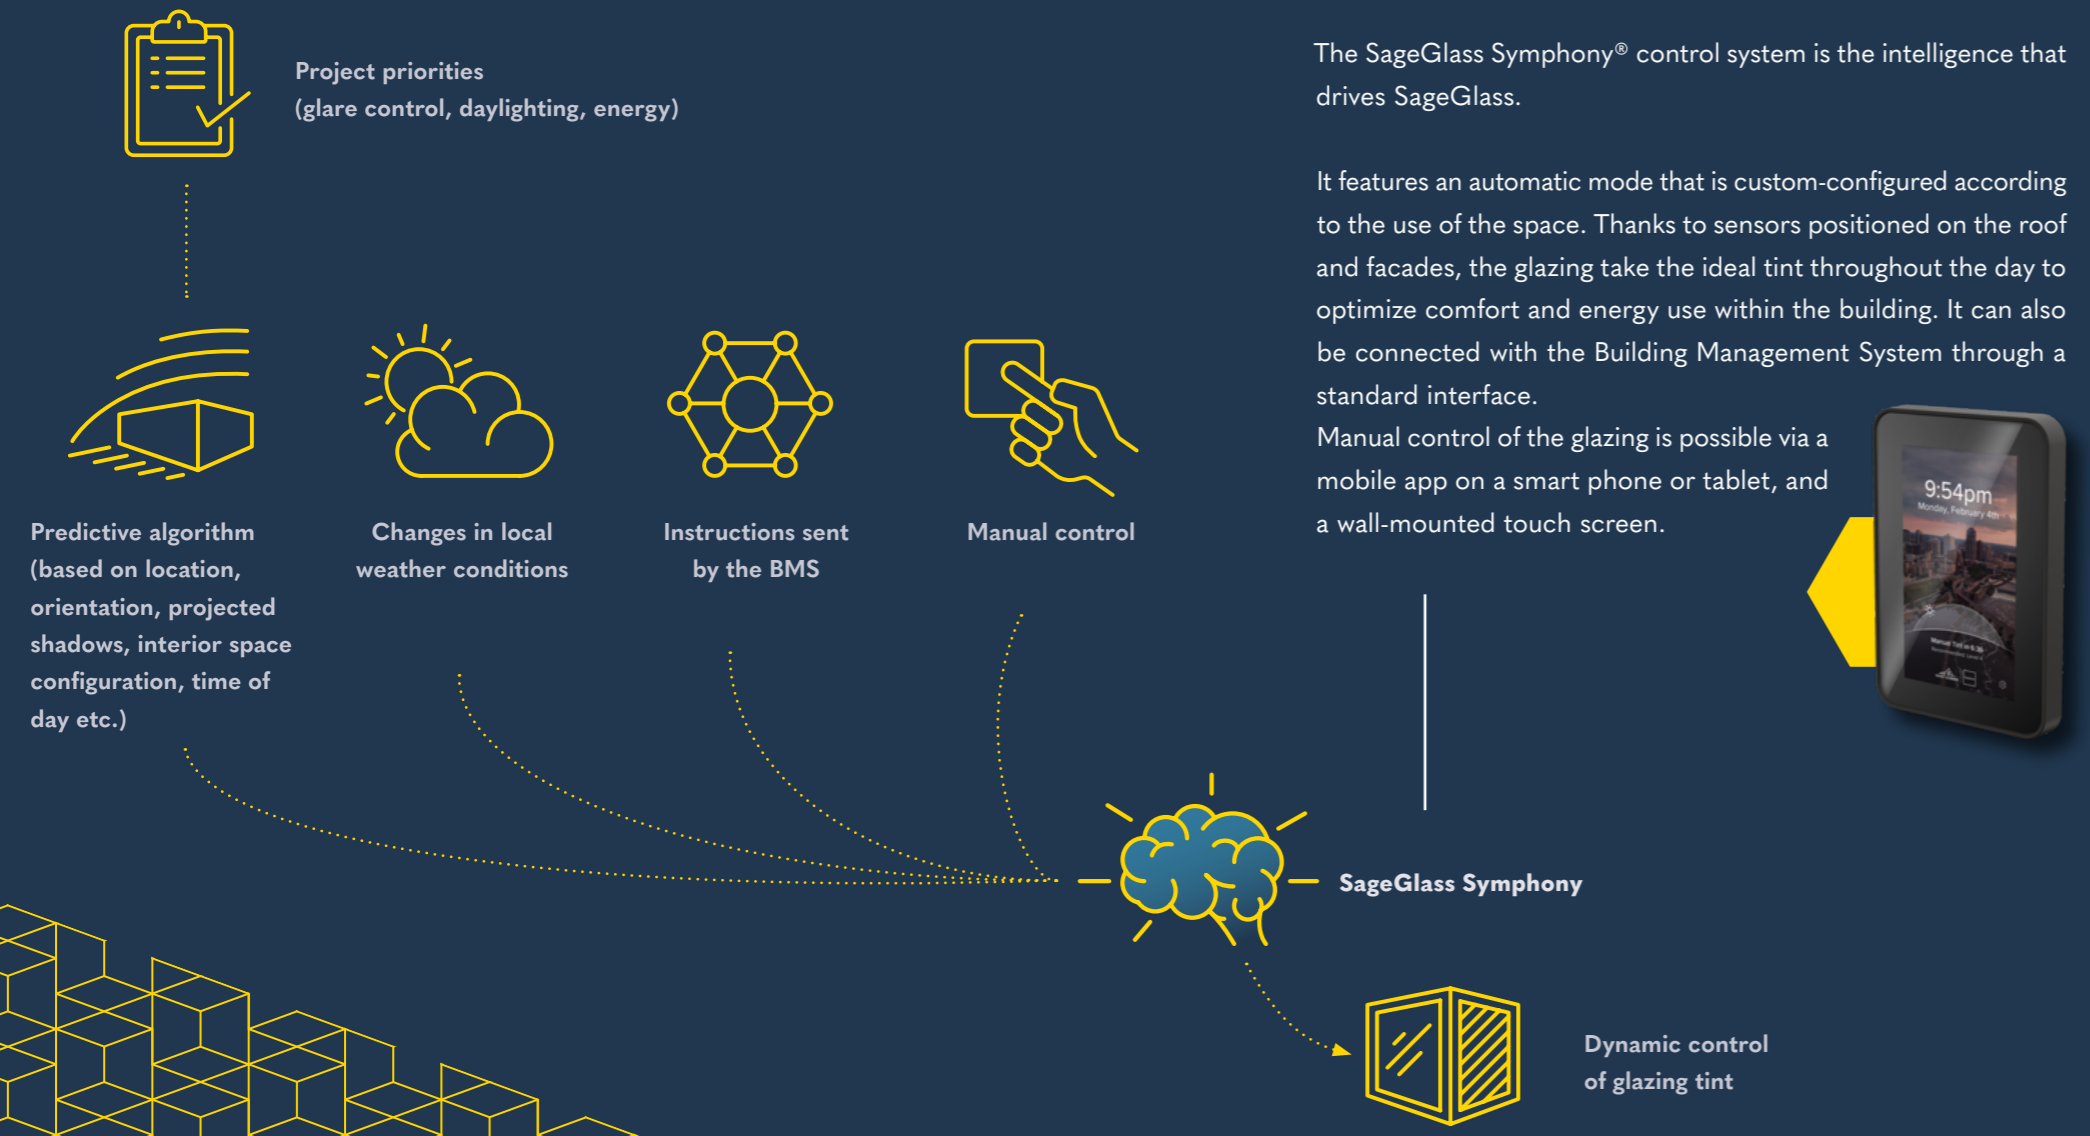 Project priorities
(glare control, daylighting, energy)
Predictive algorithm
(based on location,
orientation, projected
shadows, interior space
configuration, time of
day etc.)
Changes in local
weather conditions
Instructions sent
by the BMS
Manual control
The SageGlass Symphony® control system is the intelligence that
drives SageGlass.
It features an automatic mode that is custom-configured according
to the use of the space. Thanks to sensors positioned on the roof
and facades, the glazing take the ideal tint throughout the day to
optimize comfort and energy use within the building. It can also
be connected with the Building Management System through a
standard interface.
Manual control of the glazing is possible via a
mobile app on a smart phone or tablet, and
a wall-mounted touch screen.
9:54pm
Monday, February 4th
SageGlass Symphony
Dynamic control
of glazing tint